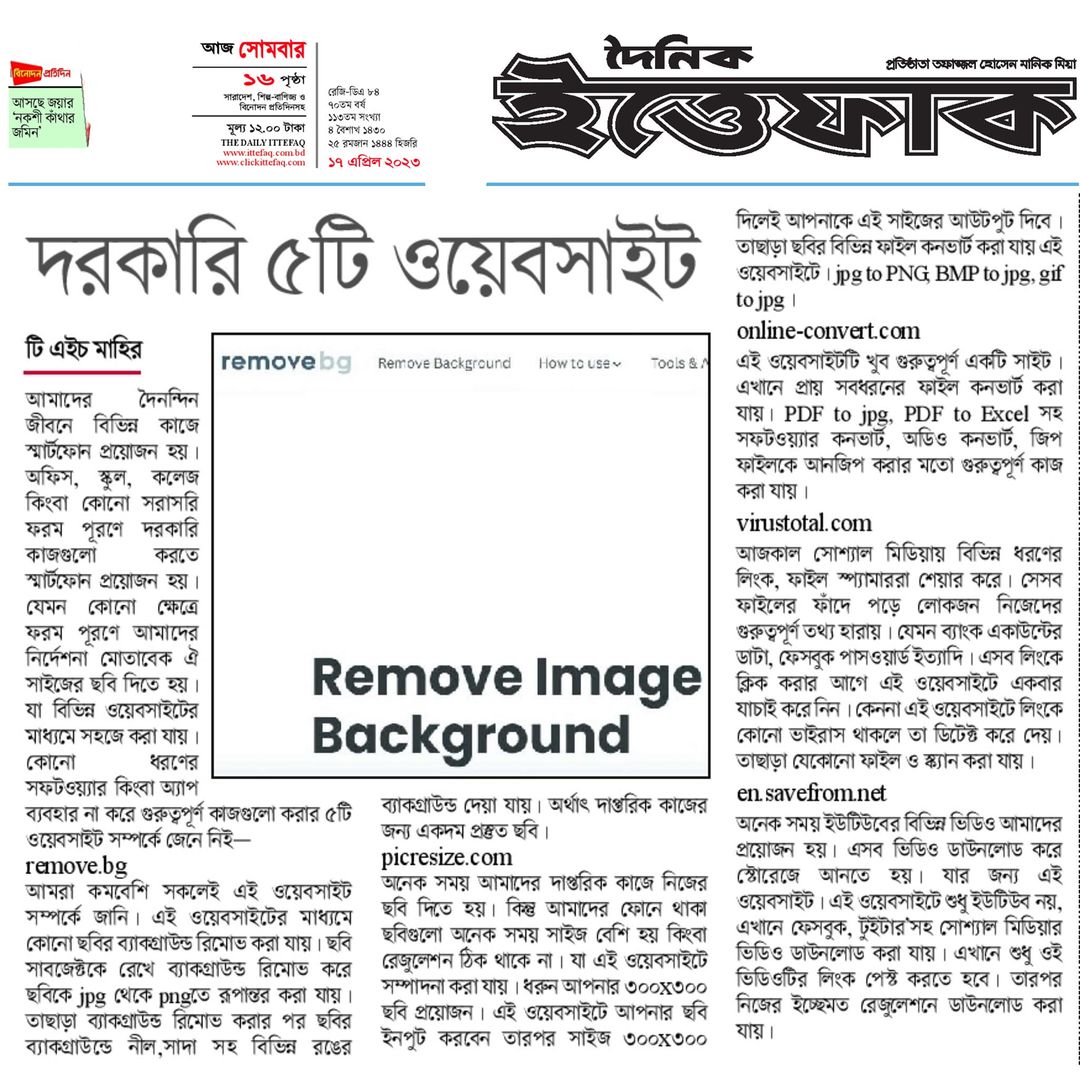 বিনোদন প্রতিদিন
আসছে জয়ার
'নকশী কাঁথার
জমিন'
আজ সোমবার
১৬ পৃষ্ঠা
সারাদেশ, শিল্প-বাণিজ্য ও
বিনোদন প্রতিদিনসহ
মূল্য ১২.০০ টাকা
THE DAILY ITTEFAQ
www.ittefaq.com.bd
www.clickittefaq.com
রেজি-ডিএ ৮৪
৭০তম বর্ষ
১১৩তম সংখ্যা
৪ বৈশাখ ১৪৩০
২৫ রমজান ১৪৪৪ হিজরি
১৭ এপ্রিল ২০২৩
দৈনিক
ইত্তেফাক
প্রতিষ্ঠাতা তফাজ্জল হোসেন মানিক মিয়া
দরকারি ৫টি ওয়েবসাইট
টি এইচ মাহির
আমাদের দৈনন্দিন
জীবনে বিভিন্ন কাজে
স্মার্টফোন প্রয়োজন হয়।
অফিস, স্কুল, কলেজ
কিংবা কোনো সরাসরি
ফরম পূরণে দরকারি
কাজগুলো করতে
স্মার্টফোন প্রয়োজন হয়।
যেমন কোনো ক্ষেত্রে
ফরম পূরণে আমাদের
নির্দেশনা মোতাবেক ঐ
সাইজের ছবি দিতে হয়।
যা বিভিন্ন ওয়েবসাইটের
মাধ্যমে সহজে করা যায়।
কোনো ধরণের
সফটওয়্যার কিংবা অ্যাপ
ব্যবহার না করে গুরুত্বপূর্ণ কাজগুলো করার ৫টি
ওয়েবসাইট সম্পর্কে জেনে নিই—
remove.bg
আমরা কমবেশি সকলেই এই ওয়েবসাইট
সম্পর্কে জানি। এই ওয়েবসাইটের মাধ্যমে
কোনো ছবির ব্যাকগ্রাউন্ড রিমোভ করা যায়। ছবি
সাবজেক্টকে রেখে ব্যাকগ্রাউন্ড রিমোভ করে
ছবিকে jpg থেকে pngতে রূপান্তর করা যায়।
তাছাড়া ব্যাকগ্রাউন্ড রিমোভ করার পর ছবির
ব্যাকগ্রাউন্ডে নীল,সাদা সহ বিভিন্ন রঙের
removebg Remove Background How to use Tools &
Remove Image
Background
ব্যাকগ্রাউন্ড দেয়া যায়। অর্থাৎ দাপ্তরিক কাজের
জন্য একদম প্রস্তুত ছবি।
picresize.com
অনেক সময় আমাদের দাপ্তরিক কাজে নিজের
ছবি দিতে হয়। কিন্তু আমাদের ফোনে থাকা
ছবিগুলো অনেক সময় সাইজ বেশি হয় কিংবা
রেজুলেশন ঠিক থাকে না। যা এই ওয়েবসাইটে
সম্পাদনা করা যায়। ধরুন আপনার ৩০০x৩০০
ছবি প্রয়োজন। এই ওয়েবসাইটে আপনার ছবি
ইনপুট করবেন তারপর সাইজ ৩০০x৩০০
দিলেই আপনাকে এই সাইজের আউটপুট দিবে।
তাছাড়া ছবির বিভিন্ন ফাইল কনভার্ট করা যায় এই
ওয়েবসাইটে। jpg to PNG, BMP to jpg, gif
to jpg।
online-convert.com
এই ওয়েবসাইটটি খুব গুরুত্বপূর্ণ একটি সাইট।
এখানে প্রায় সবধরনের ফাইল কনভার্ট করা
যায়। PDF to jpg, PDF to Excel সহ
সফটওয়্যার কনভার্ট, অডিও কনভার্ট, জিপ
ফাইলকে আনজিপ করার মতো গুরুত্বপূর্ণ কাজ
করা যায়।
virustotal.com
আজকাল সোশ্যাল মিডিয়ায় বিভিন্ন ধরণের
লিংক, ফাইল স্প্যামাররা শেয়ার করে। সেসব
ফাইলের ফাঁদে পড়ে লোকজন নিজেদের
গুরুত্বপূর্ণ তথ্য হারায়। যেমন ব্যাংক একাউন্টের
ডাটা, ফেসবুক পাসওয়ার্ড ইত্যাদি। এসব লিংকে
ক্লিক করার আগে এই ওয়েবসাইটে একবার
যাচাই করে নিন। কেননা এই ওয়েবসাইটে লিংকে
কোনো ভাইরাস থাকলে তা ডিটেক্ট করে দেয়।
তাছাড়া যেকোনো ফাইল ও স্ক্যান করা যায়।
en.savefrom.net
অনেক সময় ইউটিউবের বিভিন্ন ভিডিও আমাদের
প্রয়োজন হয়। এসব ভিডিও ডাউনলোড করে
স্টোরেজে আনতে হয়। যার জন্য এই
ওয়েবসাইট। এই ওয়েবসাইটে শুধু ইউটিউব নয়,
এখানে ফেসবুক, টুইটার'সহ সোশ্যাল মিডিয়ার
ভিডিও ডাউনলোড করা যায়। এখানে শুধু ওই
ভিডিওটির লিংক পেস্ট করতে হবে। তারপর
নিজের ইচ্ছেমত রেজুলেশনে ডাউনলোড করা
যায়।